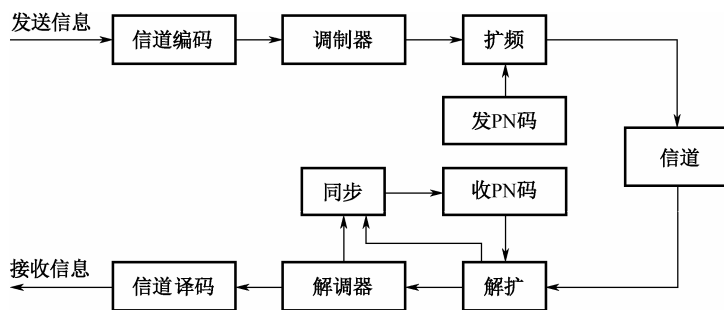 发送信息
信道编码
调制器
扩频
发PN码
信道
同步
收PN码
接收信息
信道译码
解调器
解扩